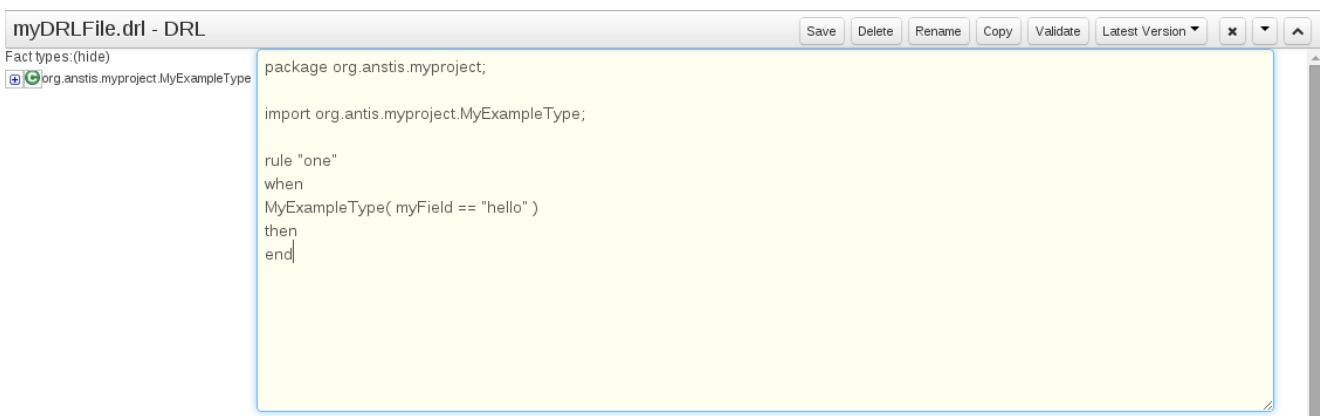 myDRLFile.drl - DRL
Save Delete Rename Copy Validate Latest Version
Fact types:(hide)
org.anstis.myproject.MyExampleType
package org.anstis.myproject;
import org.antis.myproject.MyExampleType;
rule "one"
when
MyExampleType( myField == "hello" )
then
end